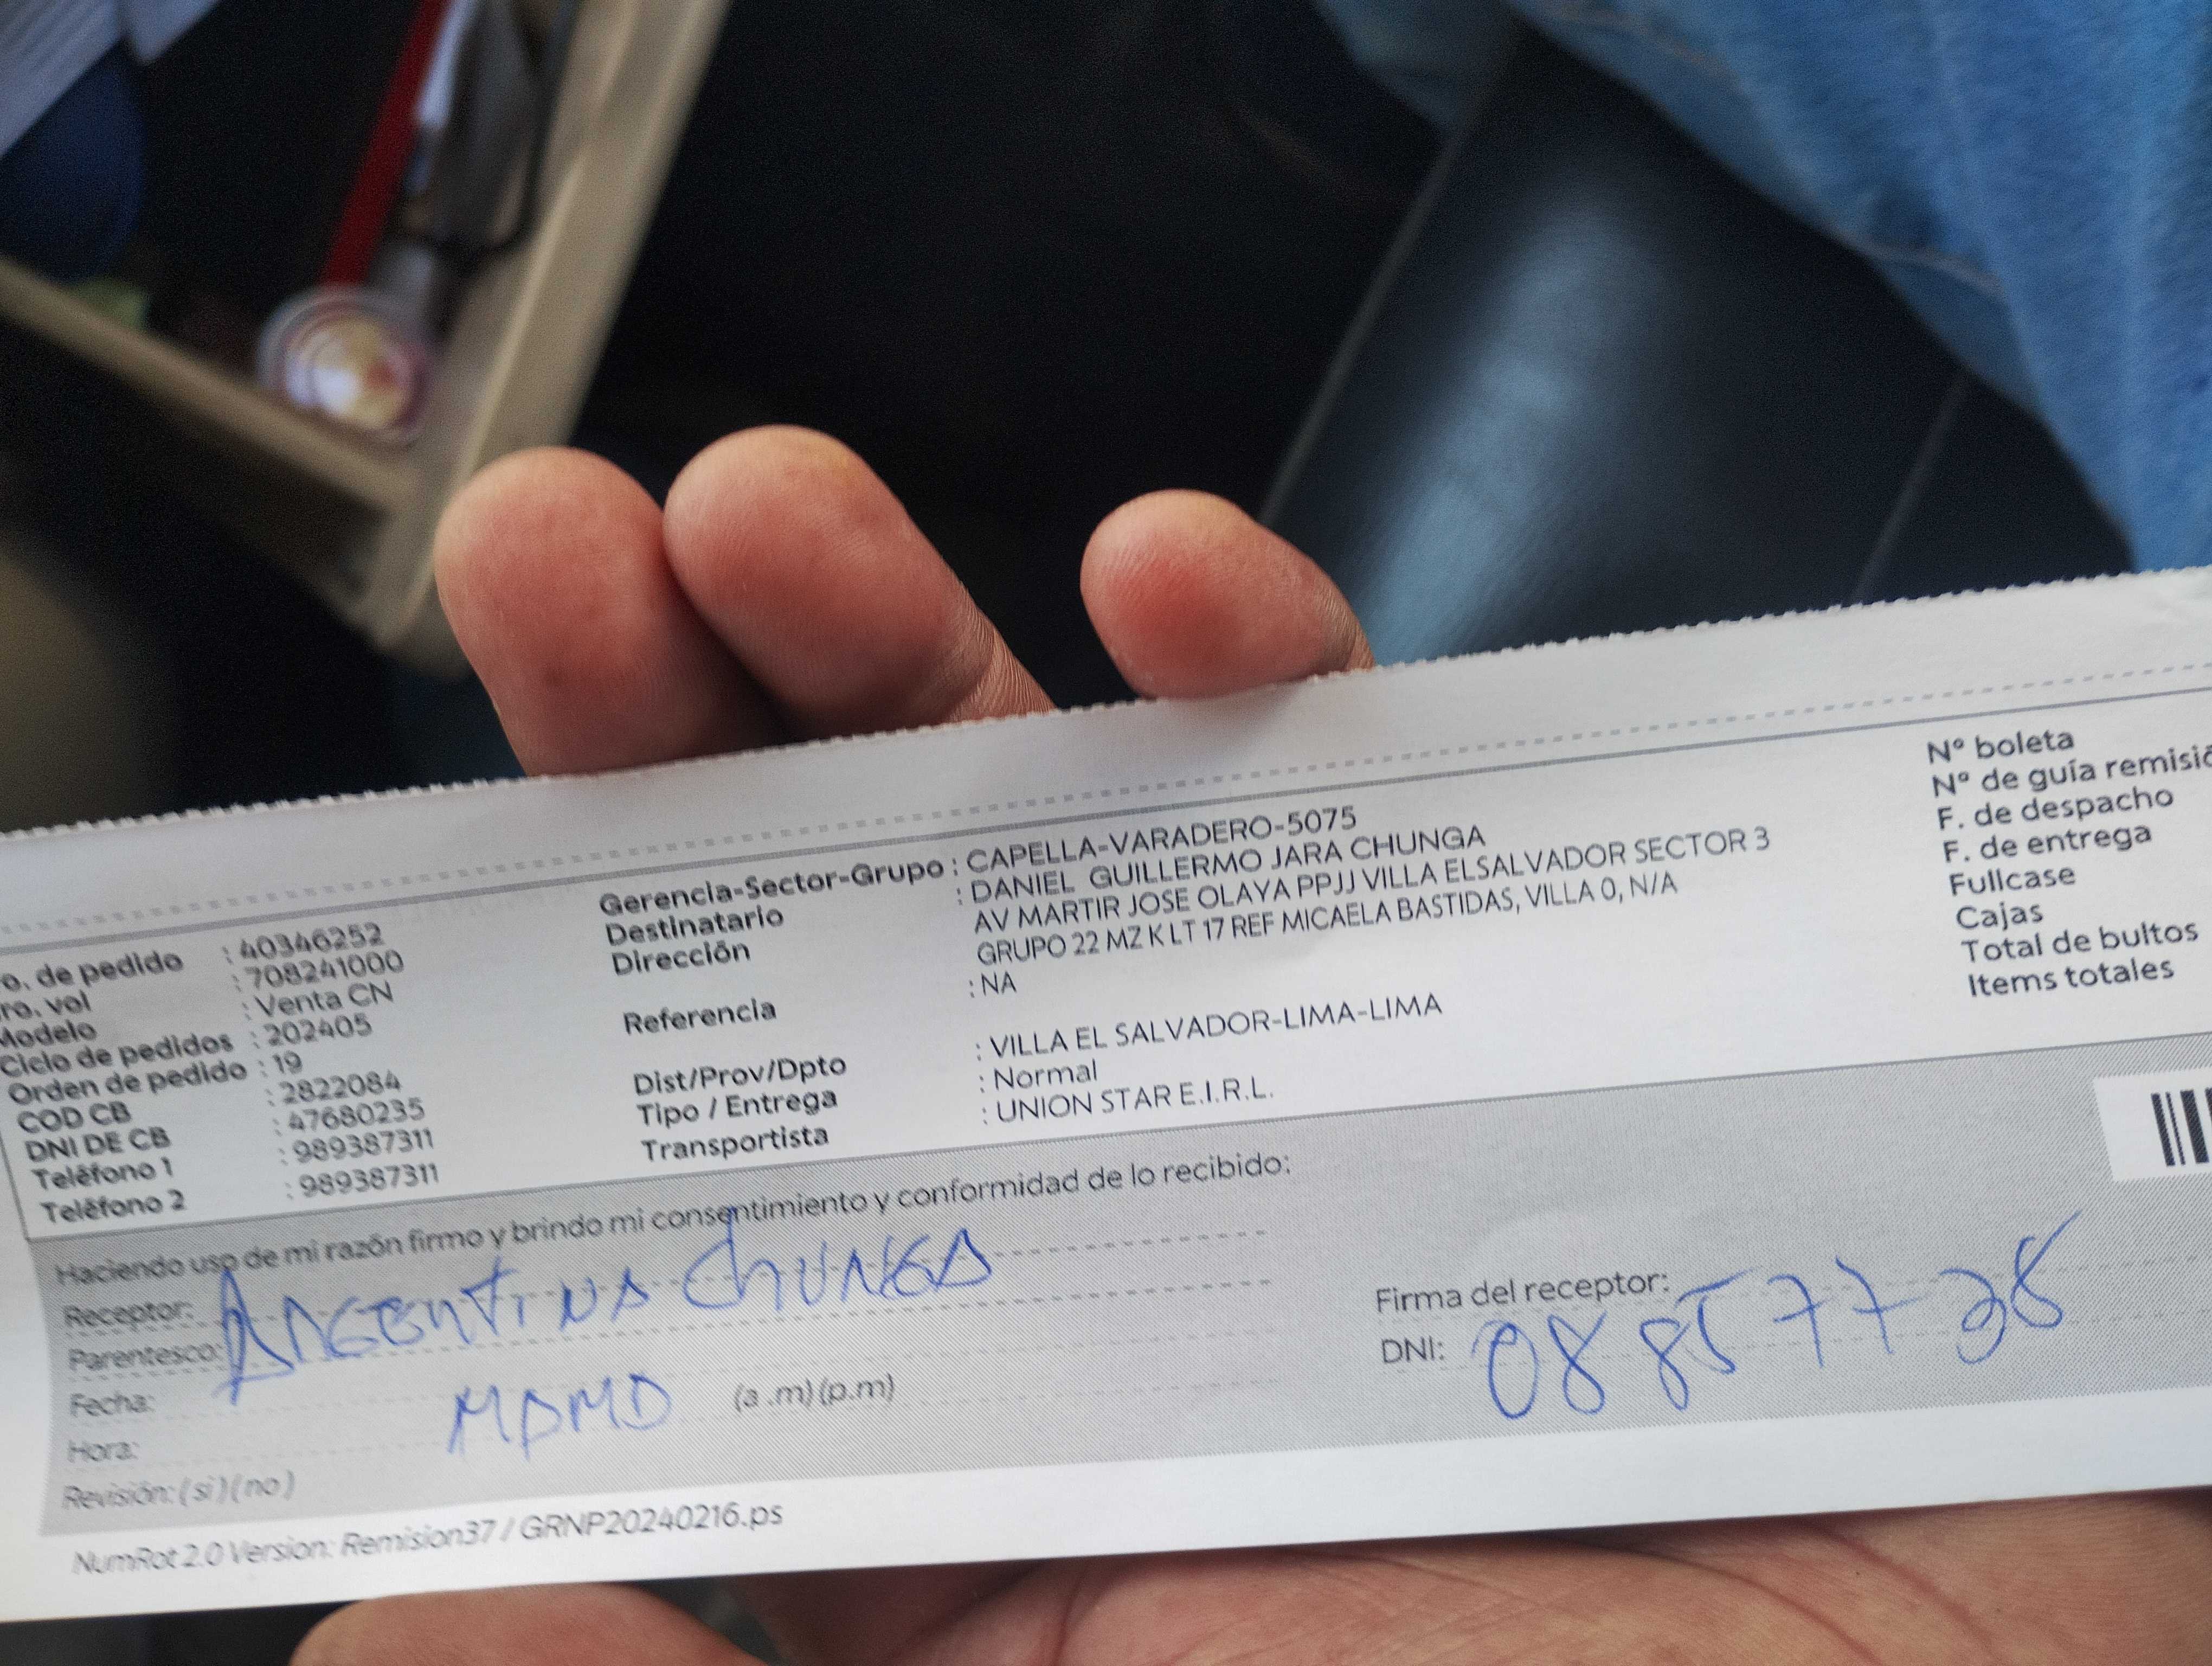 o. de pedido : 40346252
ro. vol : 708241000
Modelo : Venta CN
Ciclo de pedidos : 202405
Orden de pedido : 19
COD CB : 2822084
DNI DE CB : 47680235
Teléfono 1 : 989387311
Teléfono 2 : 989387311
Gerencia-Sector-Grupo : CAPELLA-VARADERO-5075
Destinatario : DANIEL GUILLERMO JARA CHUNGA
Dirección AV MARTIR JOSE OLAYA PPJJ VILLA ELSALVADOR SECTOR 3
GRUPO 22 MZ K LT 17 REF MICAELA BASTIDAS, VILLA 0, N/A
Referencia : NA
Dist/Prov/Dpto : VILLA EL SALVADOR-LIMA-LIMA
Tipo / Entrega : Normal
Transportista : UNION STAR E.I.R.L.
Nº boleta
Nº de guía remisió
F. de despacho
F. de entrega
Fullcase
Cajas
Total de bultos
Items totales
Haciendo uso de mi razón firmo y brindo mi consentimiento y conformidad de lo recibido:
Receptor: ARGENTINA CHUNGA
Parentesco:
Fecha: MAMA
Hora: (a .m) (p.m)
Revisión: ( si ) ( no )
Firma del receptor:
DNI: 08857738
NumRot 2.0 Version: Remision37 / GRNP20240216.ps